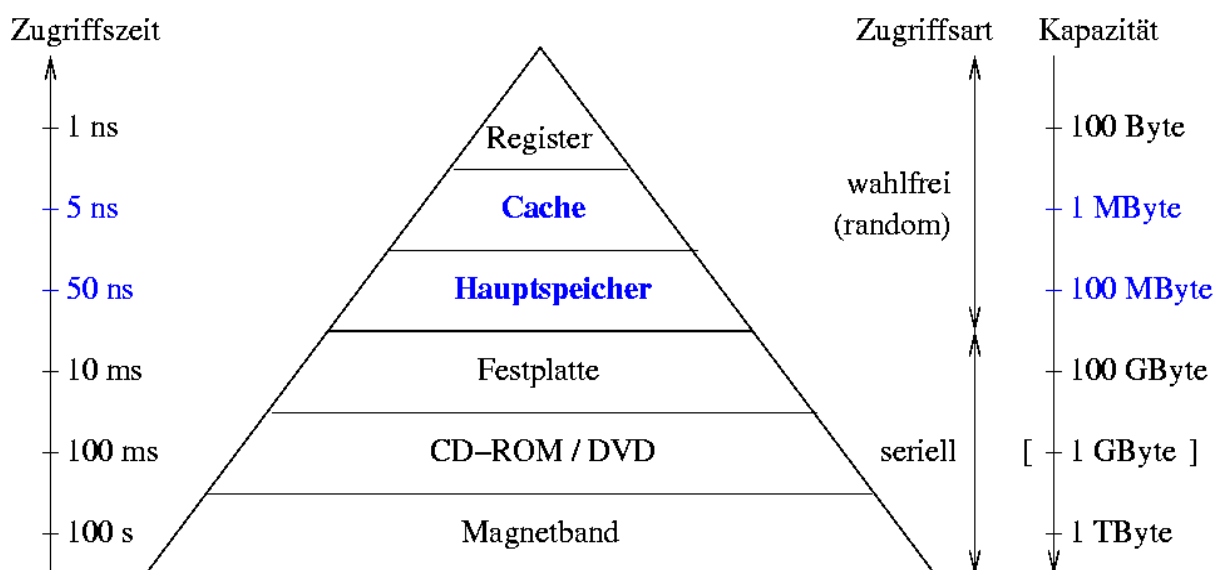 Zugriffszeit
Zugriffsart
Kapazität
1 ns
Register
100 Byte
wahlfrei
(random)
5 ns
Cache
1 MByte
50 ns
Hauptspeicher
100 MByte
10 ms
Festplatte
100 GByte
100 ms
CD–ROM / DVD
seriell
[ 1 GByte ]
100 s
Magnetband
1 TByte